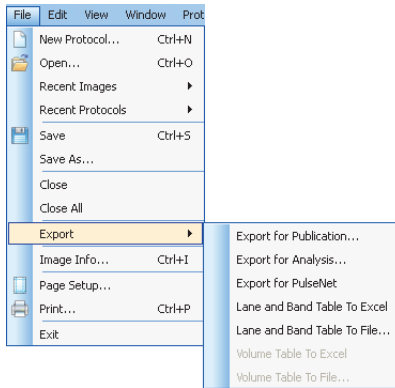 File Edit View Window Prot
New Protocol... Ctrl+N
Open... Ctrl+O
Recent Images
Recent Protocols
Save Ctrl+S
Save As...
Close
Close All
Export
Image Info... Ctrl+I
Page Setup...
Print... Ctrl+P
Exit
Export for Publication...
Export for Analysis...
Export for PulseNet
Lane and Band Table To Excel
Lane and Band Table To File...
Volume Table To Excel
Volume Table To File...